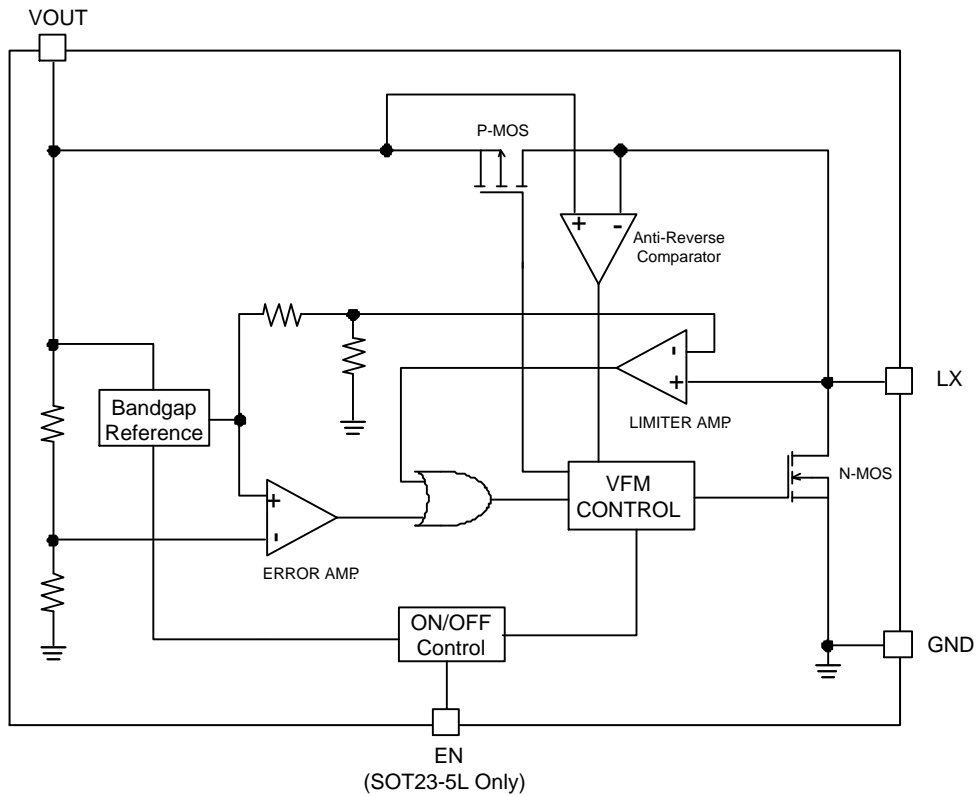 VOUT
P-MOS
+
-
Anti-Reverse
Comparator
-
+
LX
LIMITER AMP.
Bandgap
Reference
N-MOS
VFM
CONTROL
+
-
ERROR AMP.
ON/OFF
Control
GND
EN
(SOT23-5L Only)